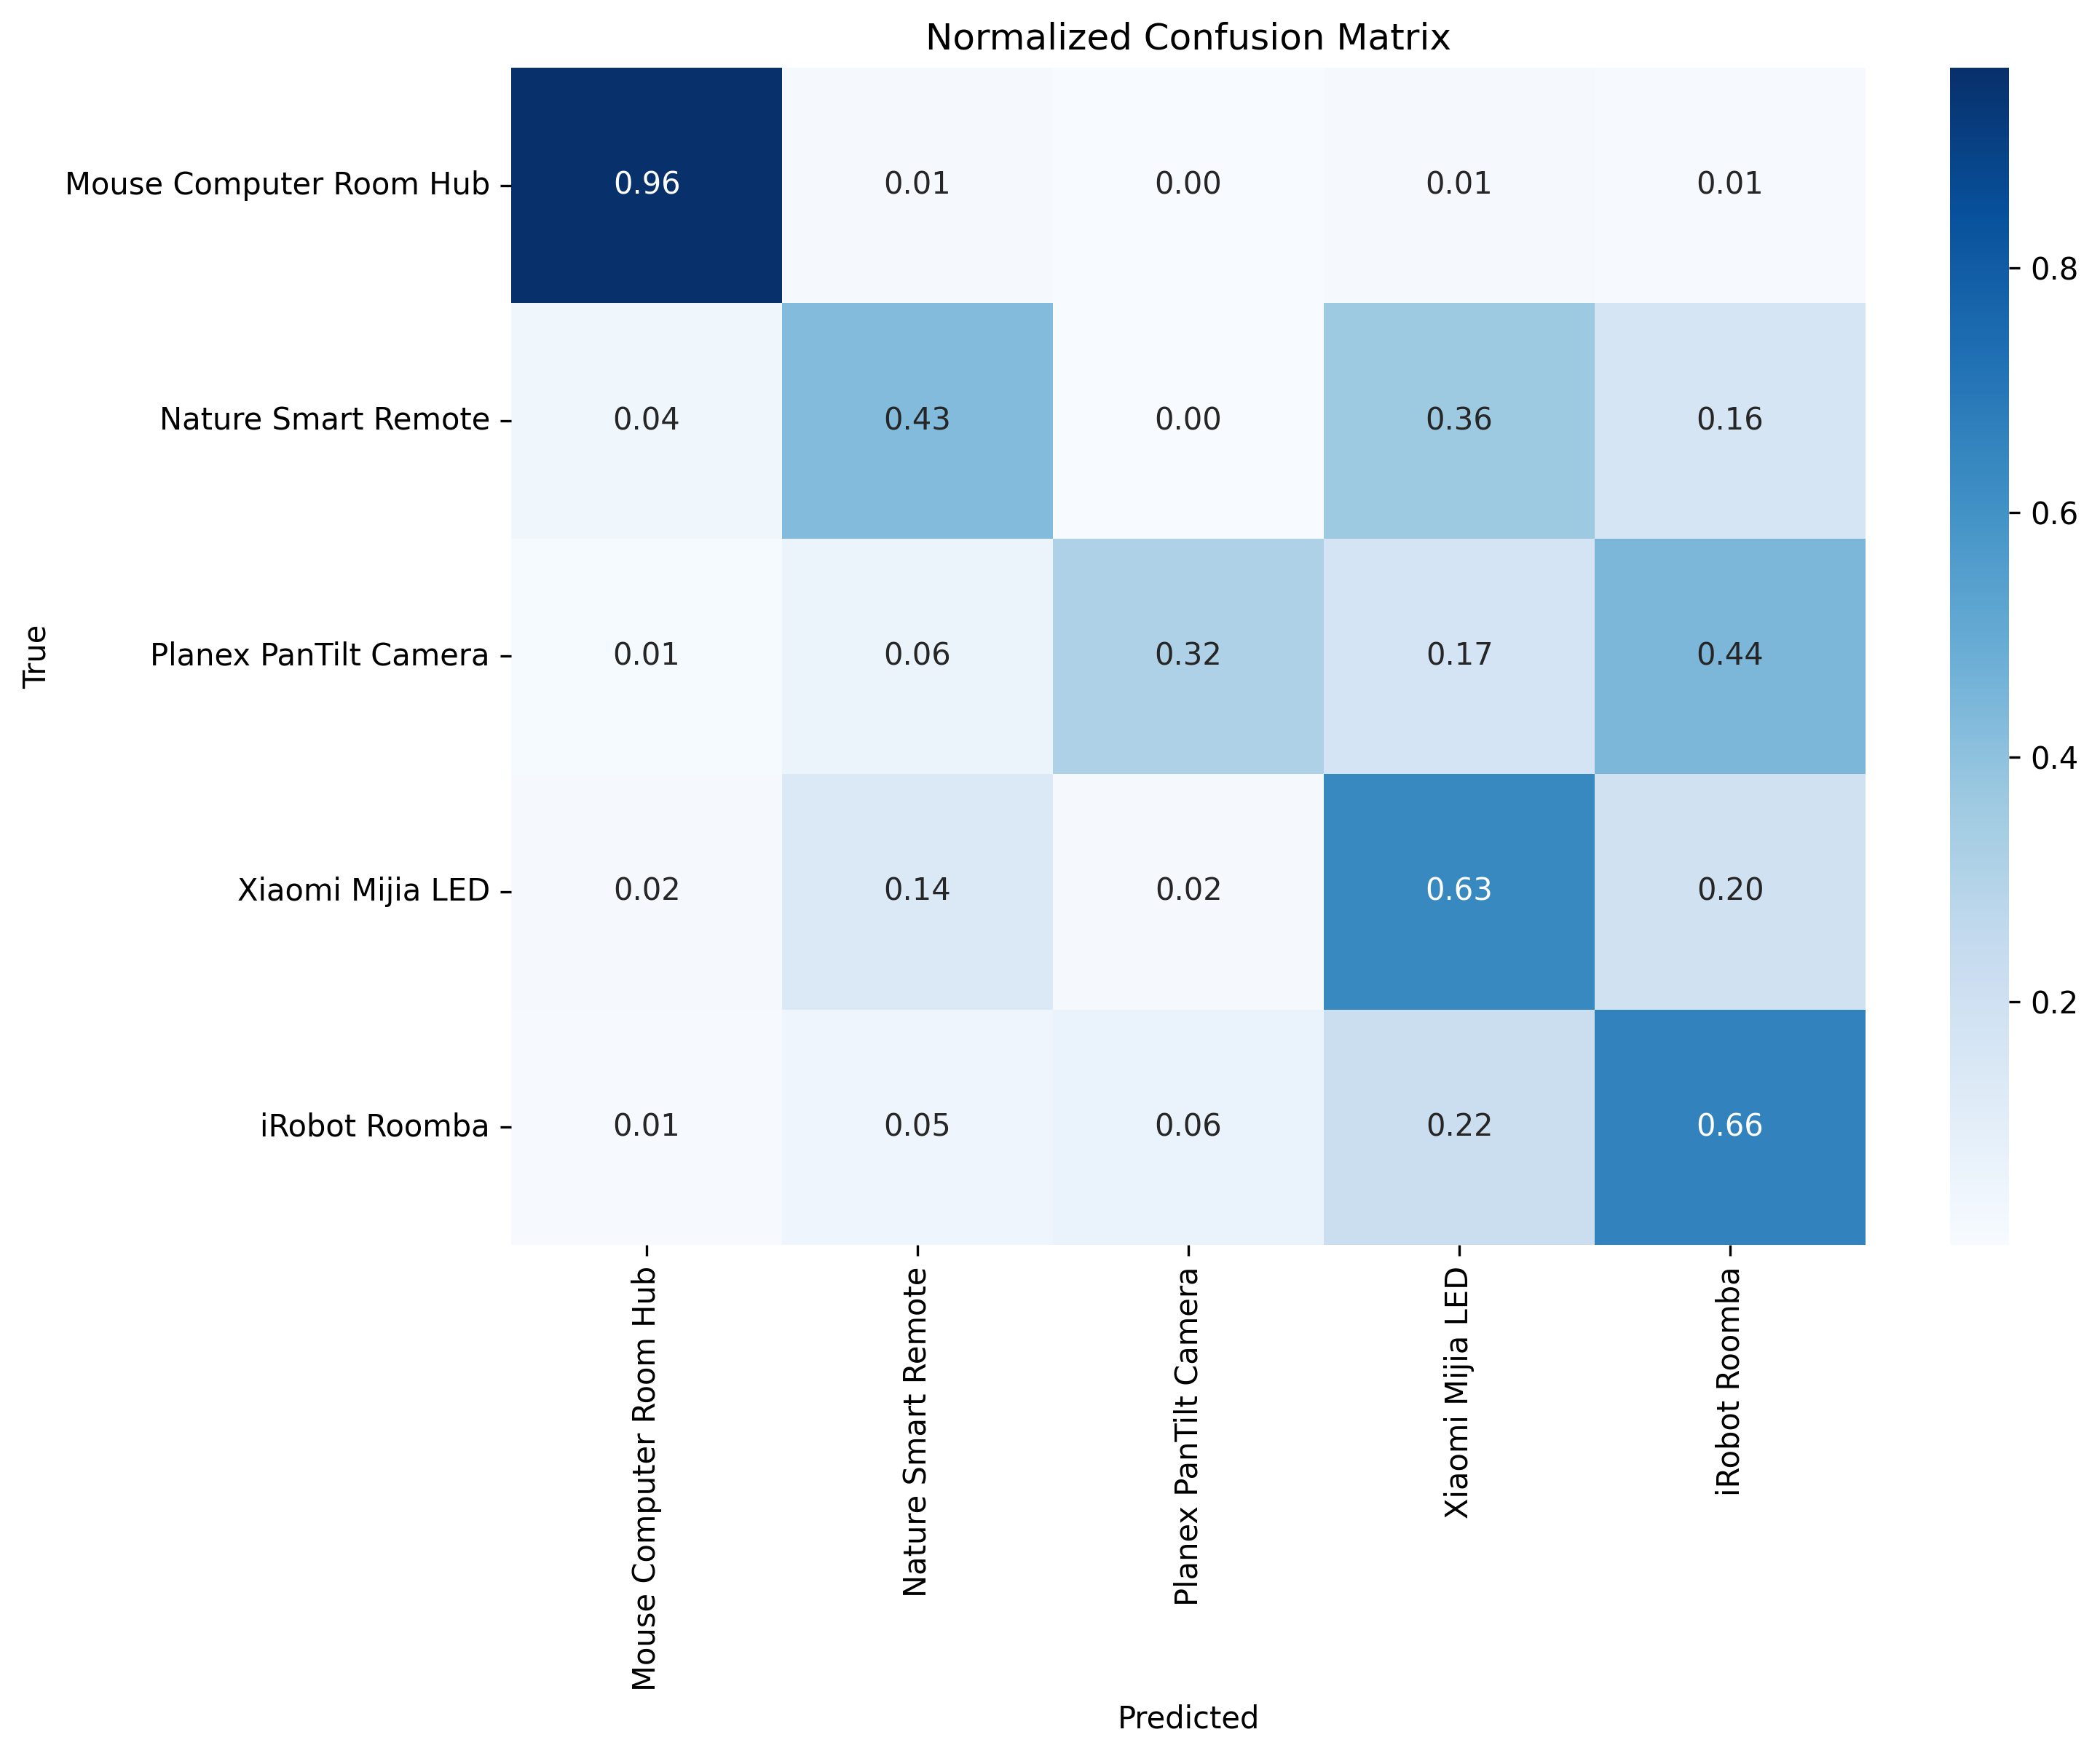 Normalized Confusion Matrix
Mouse Computer Room Hub 0.96 0.01 0.00 0.01 0.01
Nature Smart Remote 0.04 0.43 0.00 0.36 0.16
Planex PanTilt Camera 0.01 0.06 0.32 0.17 0.44
Xiaomi Mijia LED 0.02 0.14 0.02 0.63 0.20
iRobot Roomba 0.01 0.05 0.06 0.22 0.66
True
Mouse Computer Room Hub
Nature Smart Remote
Planex PanTilt Camera
Xiaomi Mijia LED
iRobot Roomba
Predicted
0.8
0.6
0.4
0.2